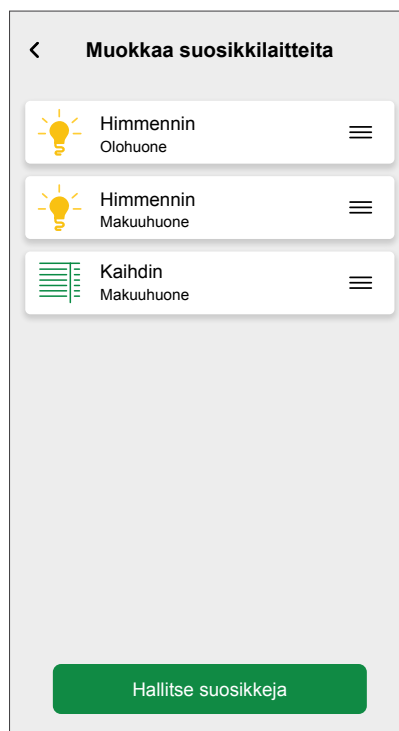 Muokkaa suosikkilaitteita
Himmennin
Olohuone
Himmennin
Makuuhuone
Kaihdin
Makuuhuone
Hallitse suosikkeja